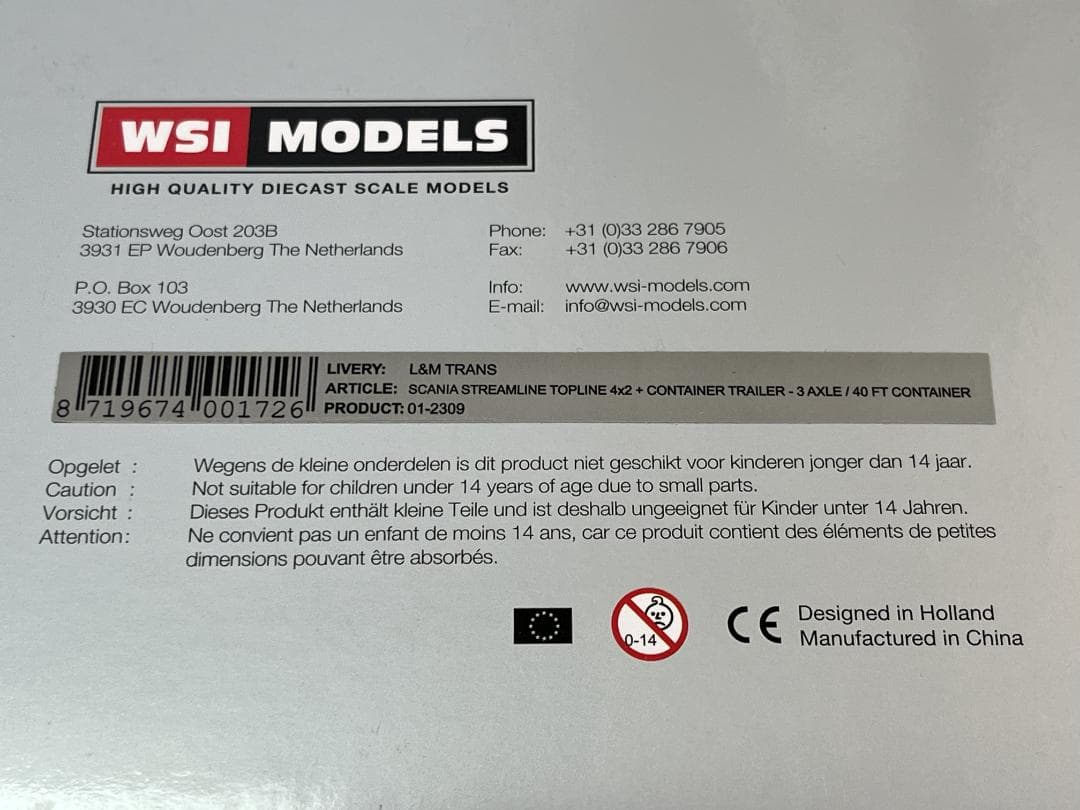 WSI MODELS
HIGH QUALITY DIECAST SCALE MODELS
Stationsweg Oost 203B
3931 EP Woudenberg The Netherlands
P.O. Box 103
3930 EC Woudenberg The Netherlands
Phone: +31 (0)33 286 7905
Fax: +31 (0)33 286 7906
Info: www.wsi-models.com
E-mail: info@wsi-models.com
8 719674 001726
LIVERY: L&M TRANS
ARTICLE: SCANIA STREAMLINE TOPLINE 4x2 + CONTAINER TRAILER - 3 AXLE / 40 FT CONTAINER
PRODUCT: 01-2309
Opgelet : Wegens de kleine onderdelen is dit product niet geschikt voor kinderen jonger dan 14 jaar.
Caution : Not suitable for children under 14 years of age due to small parts.
Vorsicht : Dieses Produkt enthält kleine Teile und ist deshalb ungeeignet für Kinder unter 14 Jahren.
Attention: Ne convient pas un enfant de moins 14 ans, car ce produit contient des éléments de petites
dimensions pouvant être absorbés.
0-14
CE
Designed in Holland
Manufactured in China